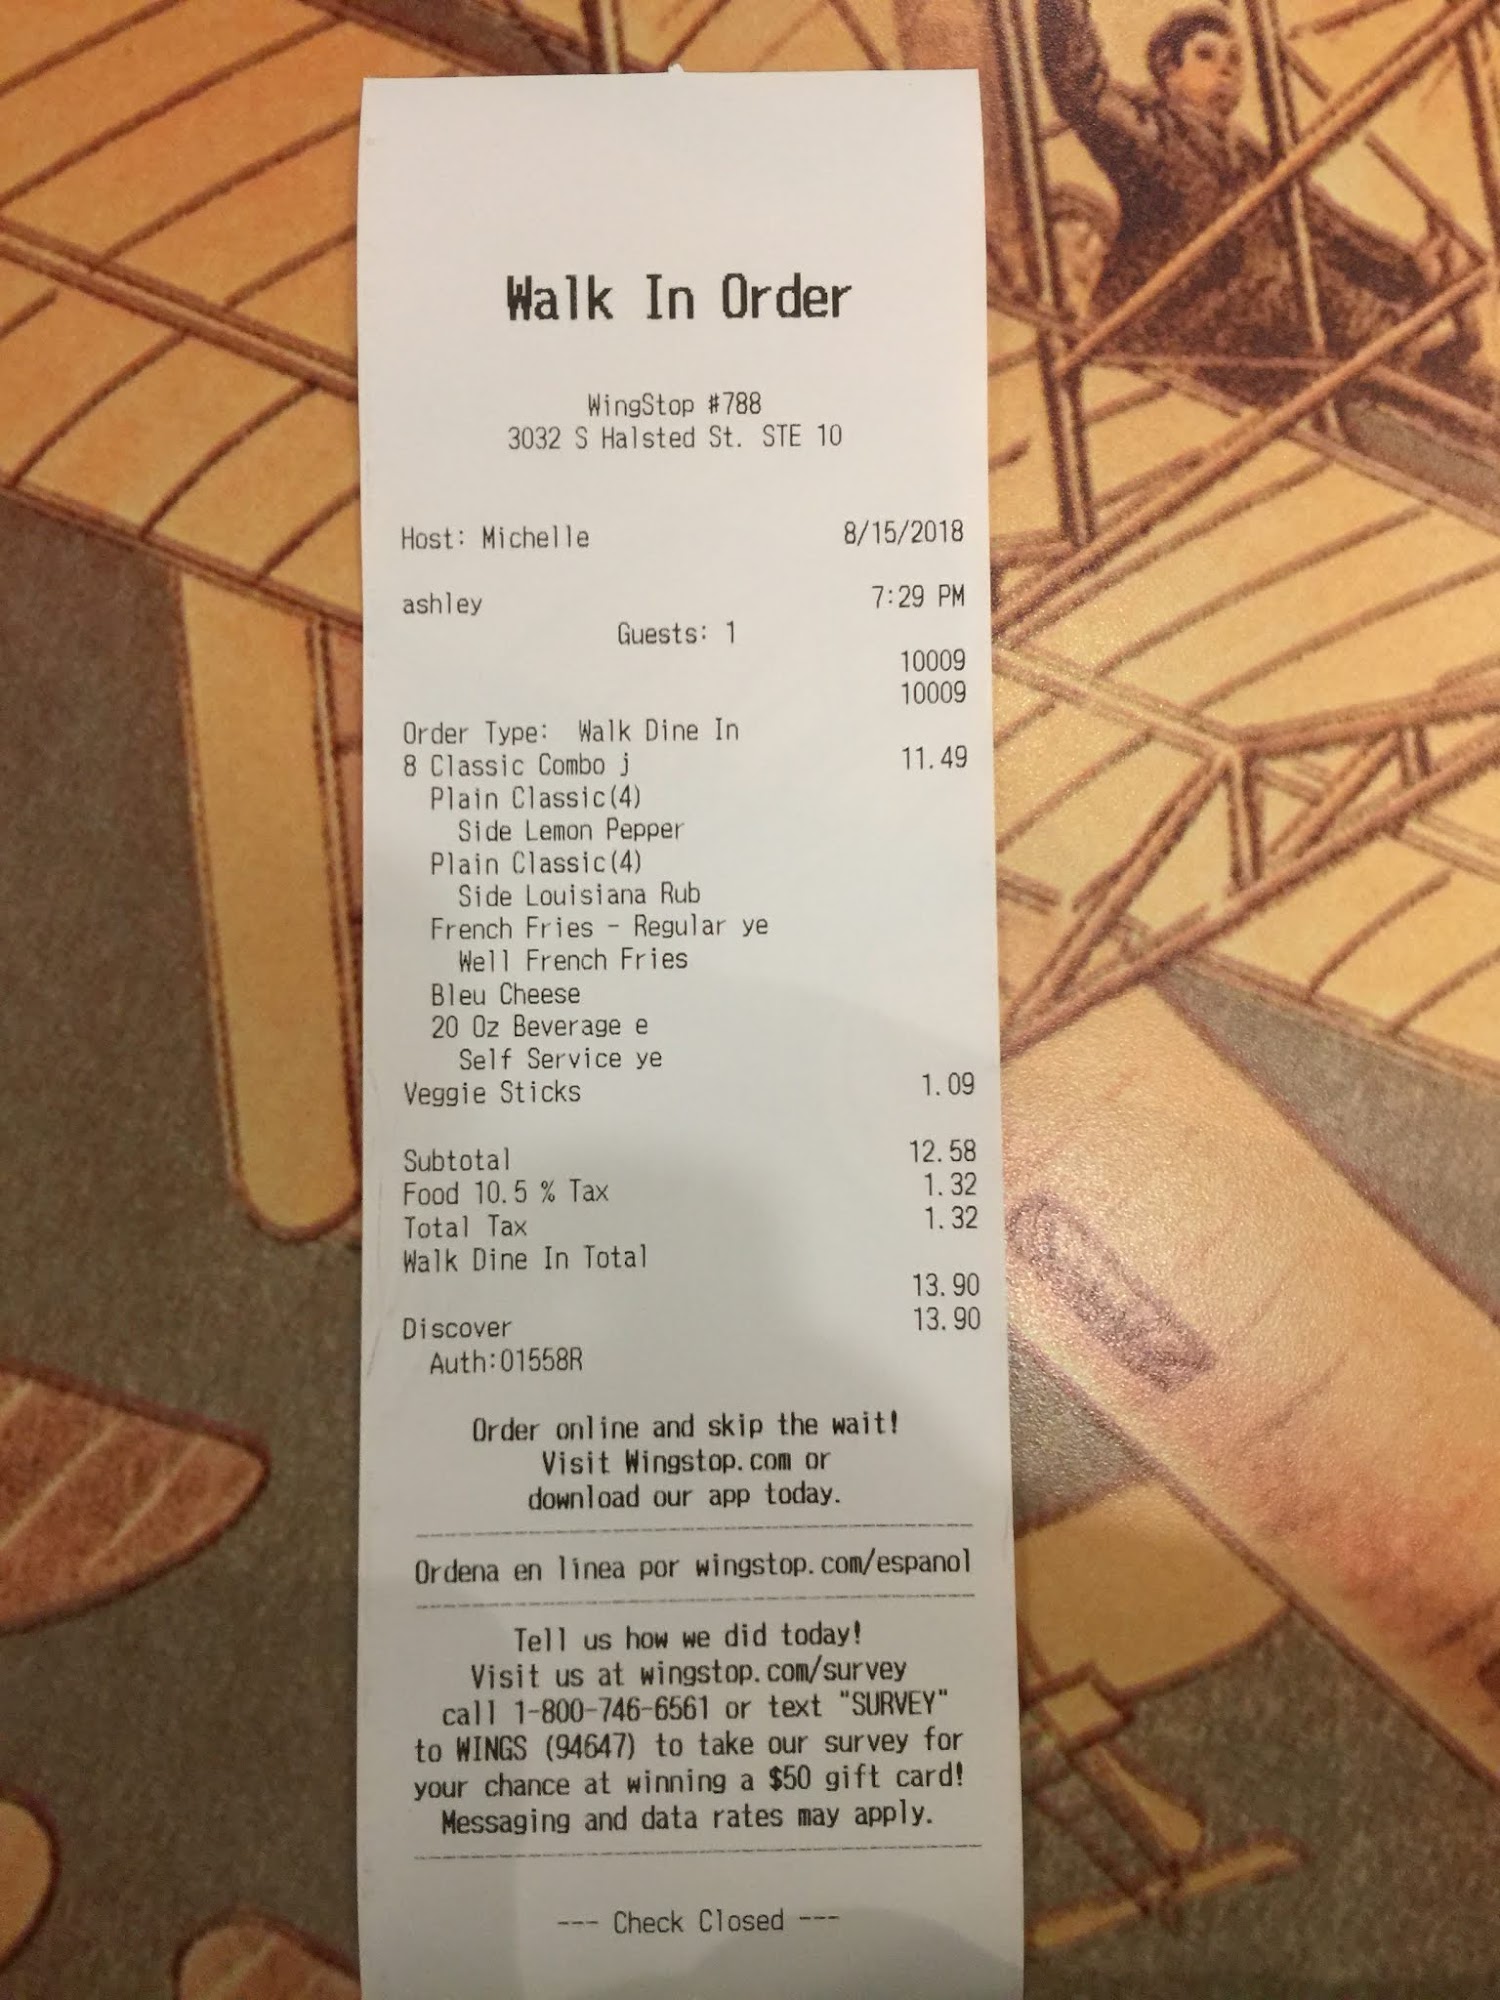 Walk In Order
WingStop #788
3032 S Halsted St. STE 10
Host: Michelle 8/15/2018
ashley 7:29 PM
Guests: 1
10009
10009
Order Type: Walk Dine In
8 Classic Combo j 11.49
Plain Classic(4)
Side Lemon Pepper
Plain Classic(4)
Side Louisiana Rub
French Fries - Regular ye
Well French Fries
Bleu Cheese
20 Oz Beverage e
Self Service ye
Veggie Sticks 1.09
Subtotal 12.58
Food 10.5 % Tax 1.32
Total Tax 1.32
Walk Dine In Total
13.90
Discover 13.90
Auth:01558R
Order online and skip the wait!
Visit Wingstop.com or
download our app today.
Ordena en línea por wingstop.com/espanol
Tell us how we did today!
Visit us at wingstop.com/survey
call 1-800-746-6561 or text "SURVEY"
to WINGS (94647) to take our survey for
your chance at winning a $50 gift card!
Messaging and data rates may apply.
--- Check Closed ---